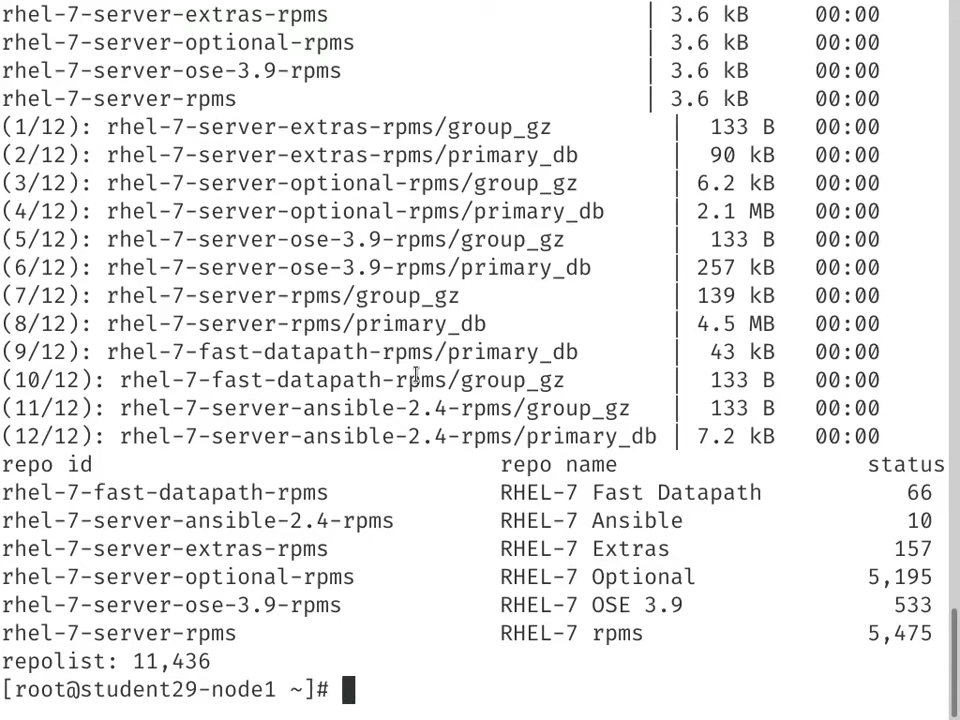 rhel-7-server-extras-rpms | 3.6 kB 00:00
rhel-7-server-optional-rpms | 3.6 kB 00:00
rhel-7-server-ose-3.9-rpms | 3.6 kB 00:00
rhel-7-server-rpms | 3.6 kB 00:00
(1/12): rhel-7-server-extras-rpms/group_gz | 133 B 00:00
(2/12): rhel-7-server-extras-rpms/primary_db | 90 kB 00:00
(3/12): rhel-7-server-optional-rpms/group_gz | 6.2 kB 00:00
(4/12): rhel-7-server-optional-rpms/primary_db | 2.1 MB 00:00
(5/12): rhel-7-server-ose-3.9-rpms/group_gz | 133 B 00:00
(6/12): rhel-7-server-ose-3.9-rpms/primary_db | 257 kB 00:00
(7/12): rhel-7-server-rpms/group_gz | 139 kB 00:00
(8/12): rhel-7-server-rpms/primary_db | 4.5 MB 00:00
(9/12): rhel-7-fast-datapath-rpms/primary_db | 43 kB 00:00
(10/12): rhel-7-fast-datapath-rpms/group_gz | 133 B 00:00
(11/12): rhel-7-server-ansible-2.4-rpms/group_gz | 133 B 00:00
(12/12): rhel-7-server-ansible-2.4-rpms/primary_db | 7.2 kB 00:00
repo id repo name status
rhel-7-fast-datapath-rpms RHEL-7 Fast Datapath 66
rhel-7-server-ansible-2.4-rpms RHEL-7 Ansible 10
rhel-7-server-extras-rpms RHEL-7 Extras 157
rhel-7-server-optional-rpms RHEL-7 Optional 5,195
rhel-7-server-ose-3.9-rpms RHEL-7 OSE 3.9 533
rhel-7-server-rpms RHEL-7 rpms 5,475
repolist: 11,436
[root@student29-node1 ~]#